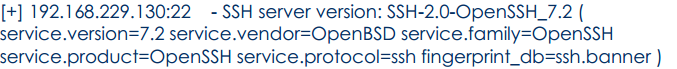 [+] 192.168.229.130:22    - SSH server version: SSH-2.0-OpenSSH_7.2 (
service.version=7.2 service.vendor=OpenBSD service.family=OpenSSH
service.product=OpenSSH service.protocol=ssh fingerprint_db=ssh.banner )